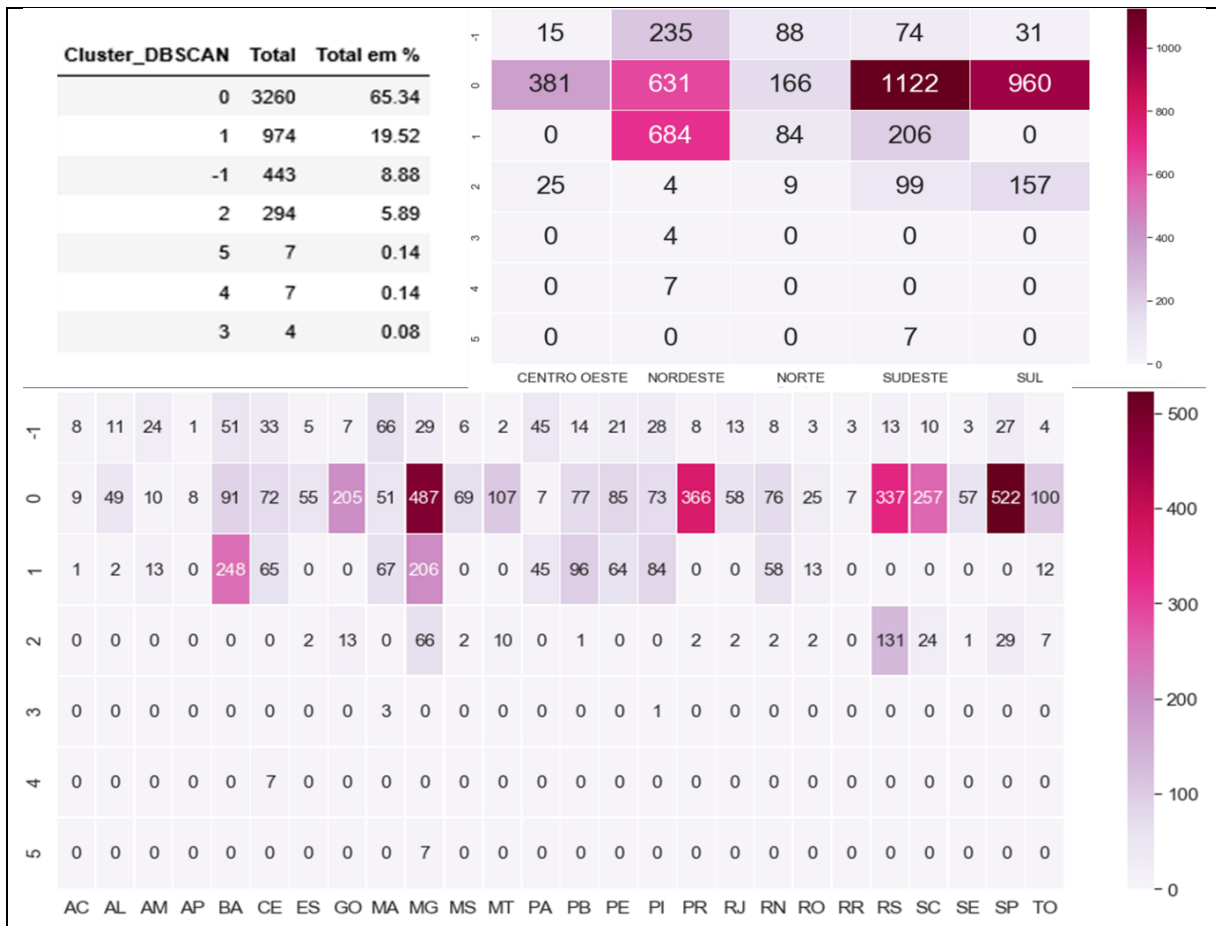 Cluster_DBSCAN Total Total em %
0 3260 65.34
1 974 19.52
-1 443 8.88
2 294 5.89
5 7 0.14
4 7 0.14
3 4 0.08
-1 15 235 88 74 31
0 381 631 166 1122 960
1 0 684 84 206 0
2 25 4 9 99 157
3 0 4 0 0 0
4 0 7 0 0 0
5 0 0 0 7 0
CENTRO OESTE NORDESTE NORTE SUDESTE SUL
1000
800
600
400
200
0
-1 8 11 24 1 51 33 5 7 66 29 6 2 45 14 21 28 8 13 8 3 3 13 10 3 27 4
0 9 49 10 8 91 72 55 205 51 487 69 107 7 77 85 73 366 58 76 25 7 337 257 57 522 100
1 1 2 13 0 248 65 0 0 67 206 0 0 45 96 64 84 0 0 58 13 0 0 0 0 0 12
2 0 0 0 0 0 0 2 13 0 66 2 10 0 1 0 0 2 2 2 2 0 131 24 1 29 7
3 0 0 0 0 0 0 0 0 3 0 0 0 0 0 0 1 0 0 0 0 0 0 0 0 0 0
4 0 0 0 0 0 7 0 0 0 0 0 0 0 0 0 0 0 0 0 0 0 0 0 0 0 0
5 0 0 0 0 0 0 0 0 0 7 0 0 0 0 0 0 0 0 0 0 0 0 0 0 0 0
AC AL AM AP BA CE ES GO MA MG MS MT PA PB PE PI PR RJ RN RO RR RS SC SE SP TO
500
400
300
200
100
0